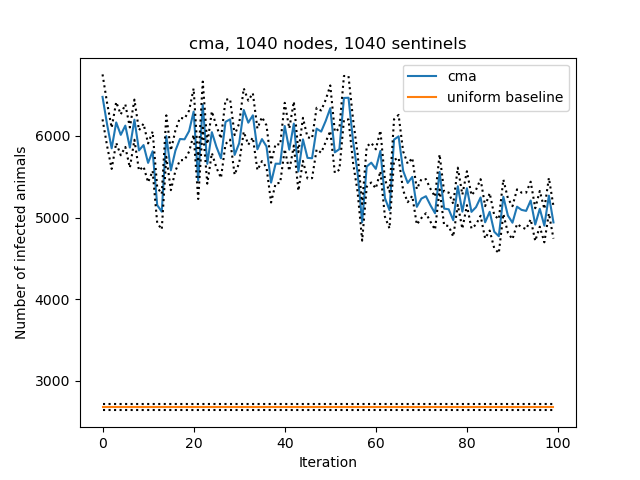 cma, 1040 nodes, 1040 sentinels
cma
uniform baseline
Number of infected animals
6000
5000
4000
3000
0 20 40 60 80 100
Iteration